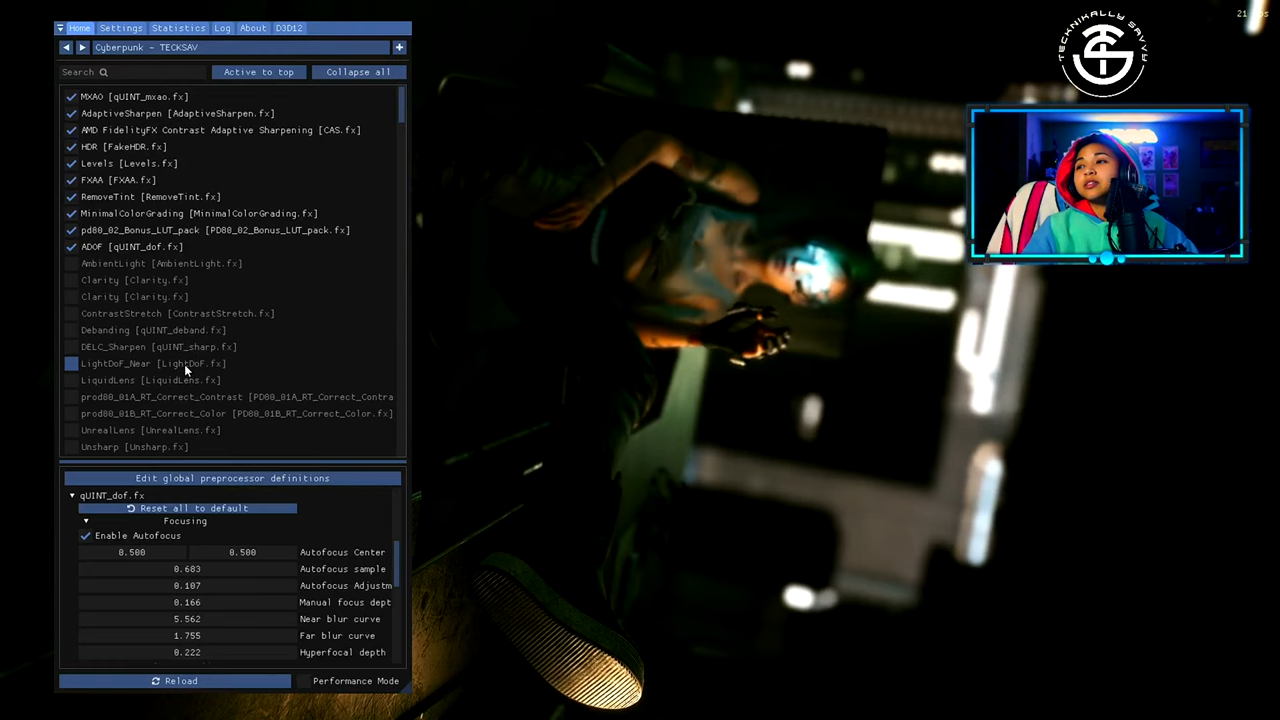 Home Settings Statistics Log About D3D12
Cyberpunk - TECKSAV
+
Search
Active to top
Collapse all
MXAO [qUINT_mxao.fx]
AdaptiveSharpen [AdaptiveSharpen.fx]
AMD FidelityFX Contrast Adaptive Sharpening [CAS.fx]
HDR [FakeHDR.fx]
Levels [Levels.fx]
FXAA [FXAA.fx]
RemoveTint [RemoveTint.fx]
MinimalColorGrading [MinimalColorGrading.fx]
pd80_02_Bonus_LUT_pack [PD80_02_Bonus_LUT_pack.fx]
ADOF [qUINT_dof.fx]
AmbientLight [AmbientLight.fx]
Clarity [Clarity.fx]
Clarity [Clarity.fx]
ContrastStretch [ContrastStretch.fx]
Debanding [qUINT_deband.fx]
DELC_Sharpen [qUINT_sharp.fx]
LightDoF_Near [LightDoF.fx]
LiquidLens [LiquidLens.fx]
prod80_01A_RT_Correct_Contrast [PD80_01A_RT_Correct_Contra
prod80_01B_RT_Correct_Color [PD80_01B_RT_Correct_Color.fx]
UnrealLens [UnrealLens.fx]
Unsharp [Unsharp.fx]
Edit global preprocessor definitions
qUINT_dof.fx
Reset all to default
Focusing
Enable Autofocus
0.500 0.500 Autofocus Center
0.683 Autofocus sample
0.107 Autofocus Adjustm
0.166 Manual focus dept
5.562 Near blur curve
1.755 Far blur curve
0.222 Hyperfocal depth
Reload
Performance Mode
TECKNIKALLY SAVVY